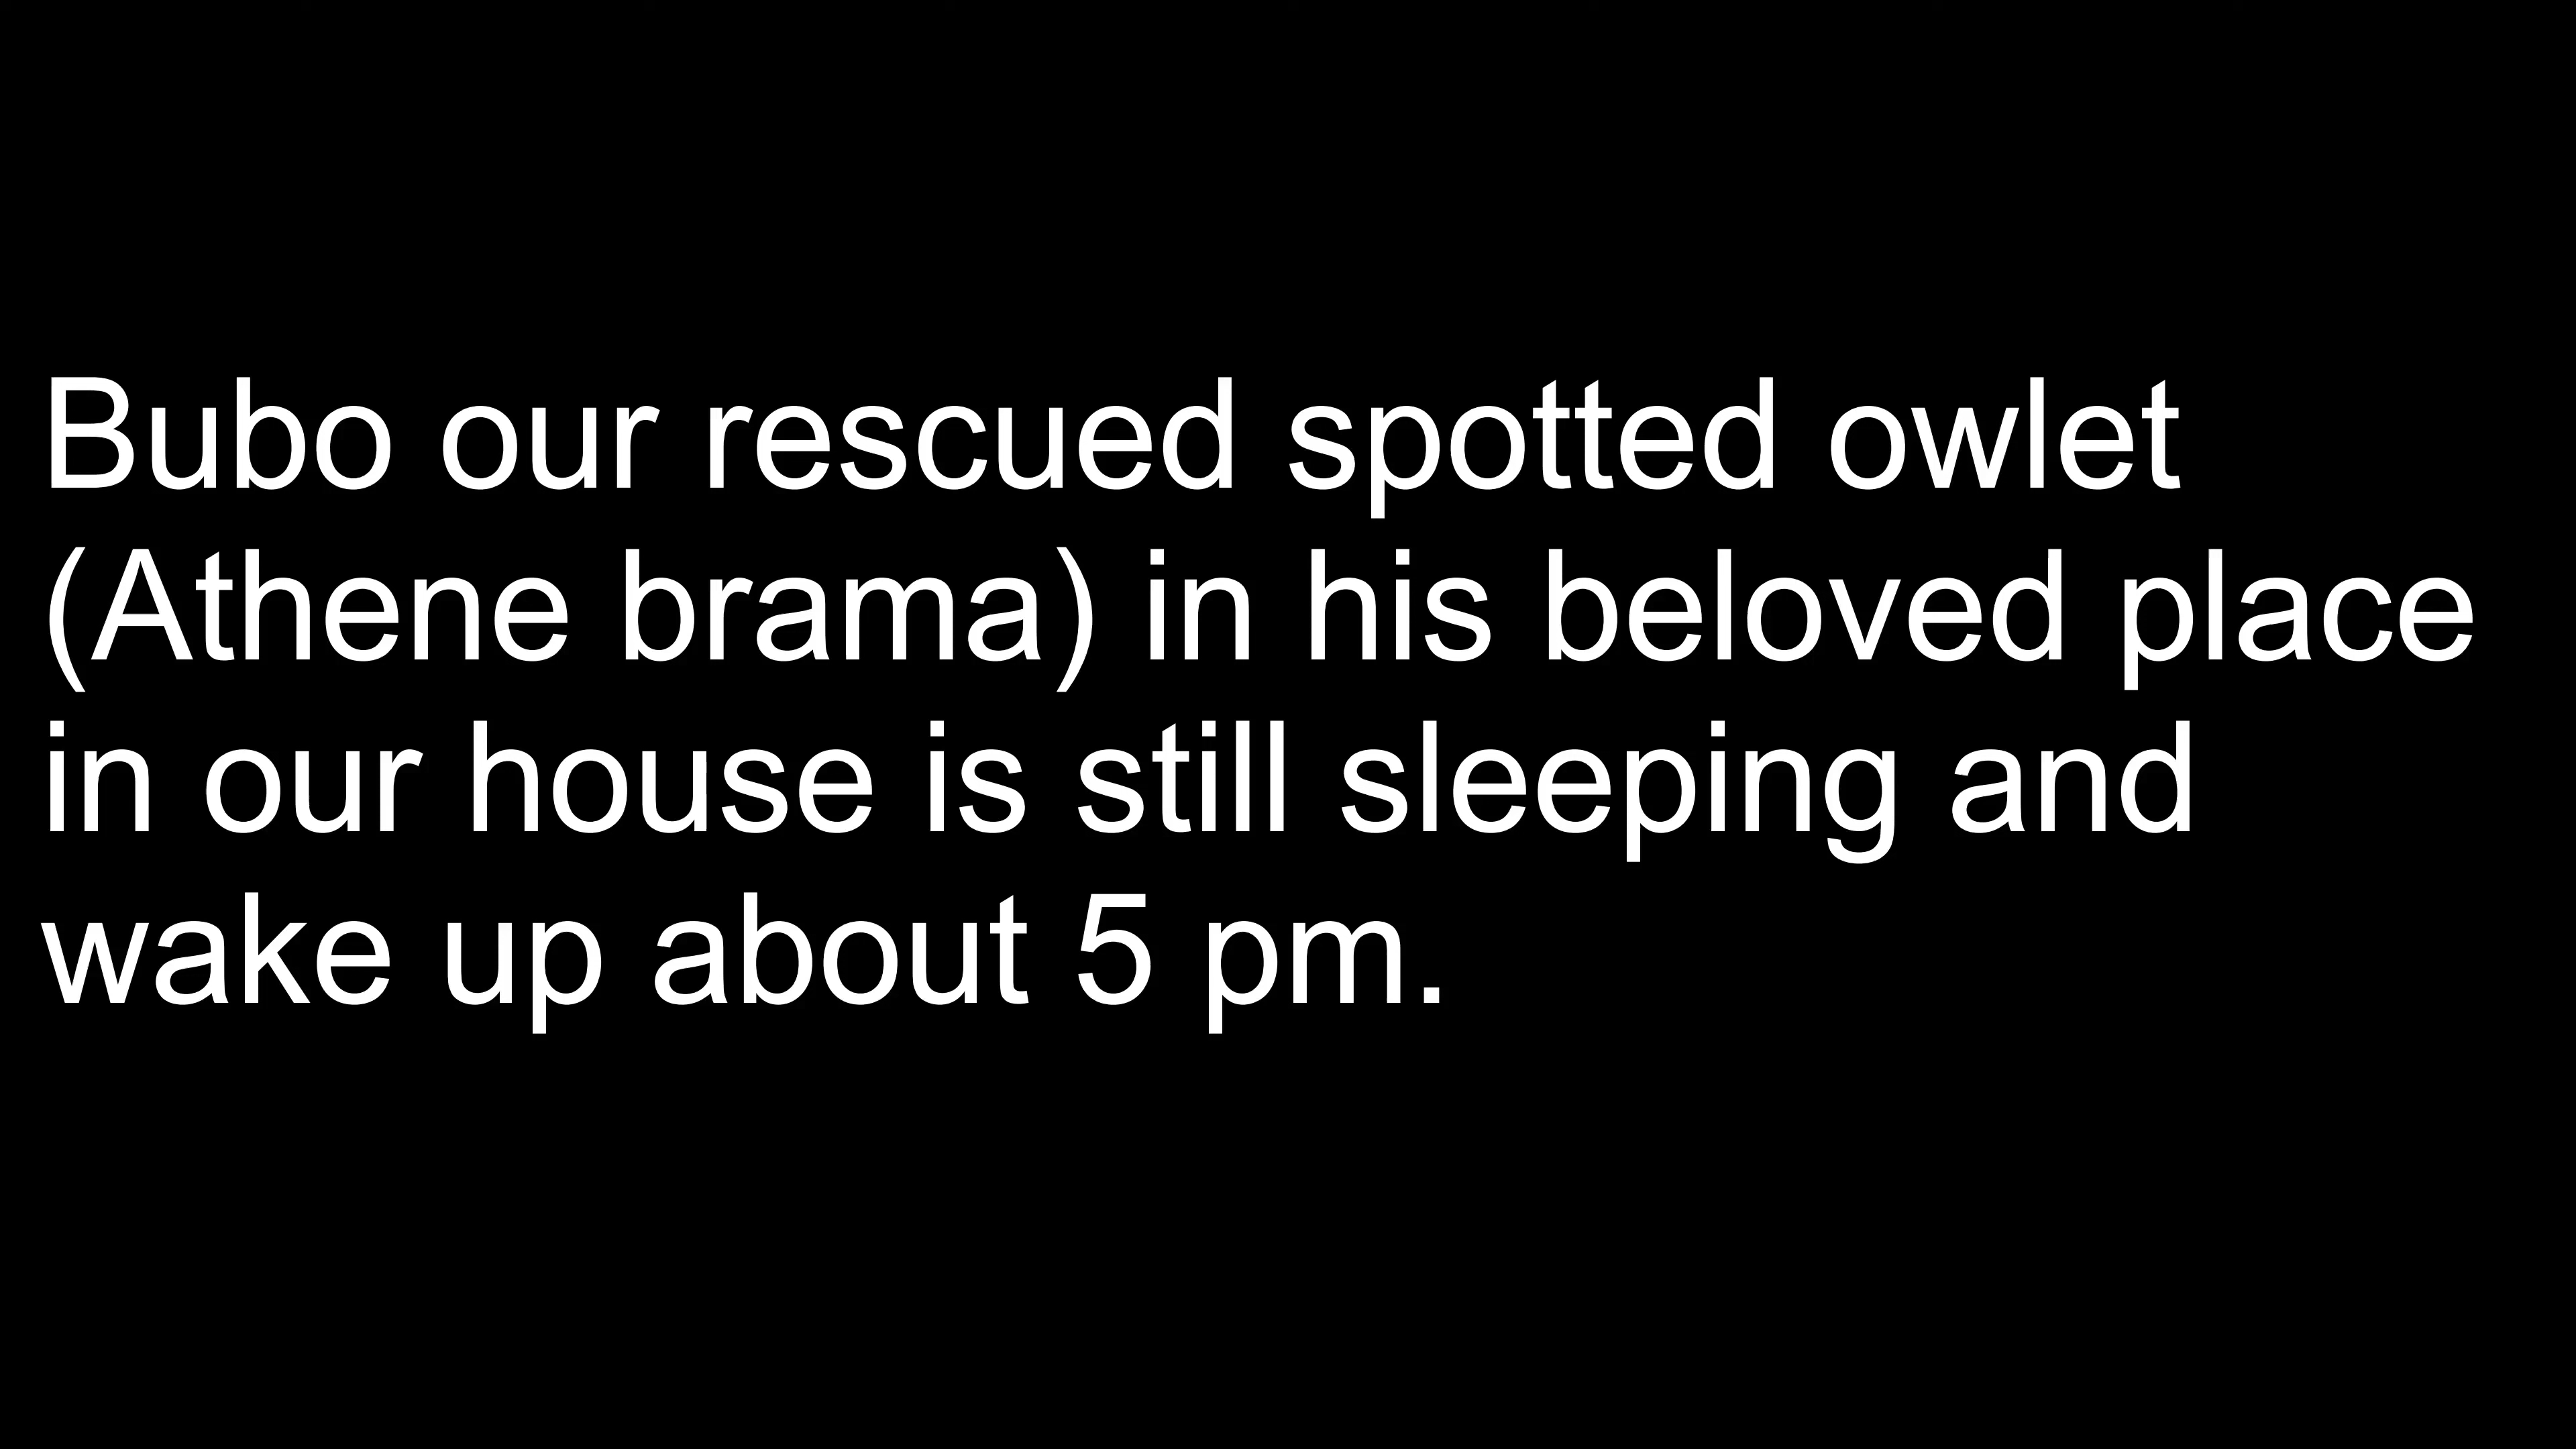 Bubo our rescued spotted owlet
(Athene brama) in his beloved place
in our house is still sleeping and
wake up about 5 pm.